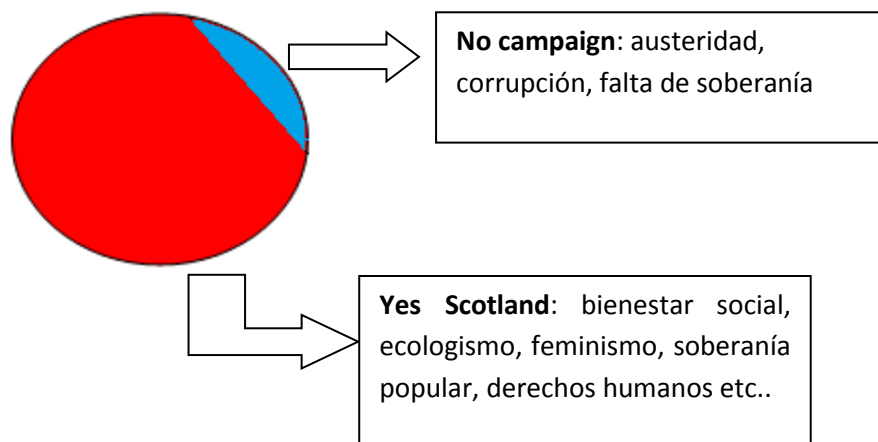 No campaign: austeridad,
corrupción, falta de soberanía
Yes Scotland: bienestar social,
ecologismo, feminismo, soberanía
popular, derechos humanos etc..